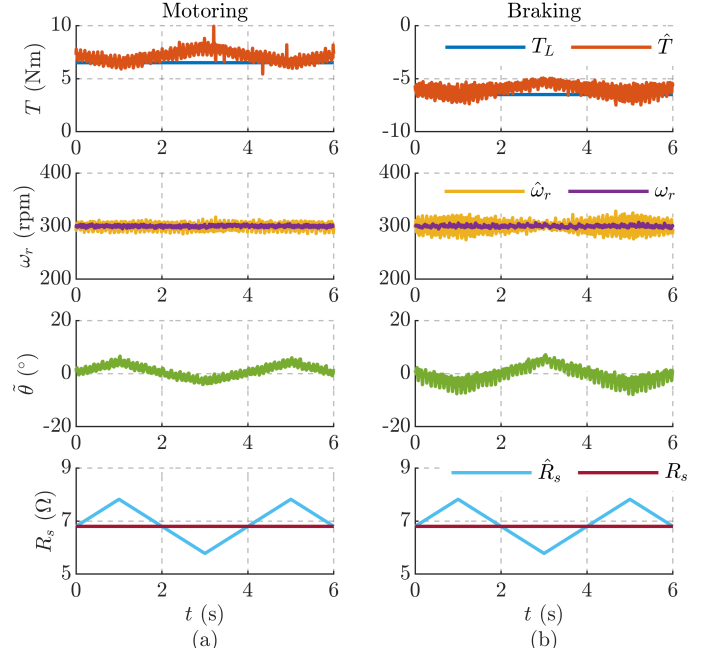 Motoring Braking
10
5
0
T (Nm)
0 2 4 6
0
-5
-10
T_L T̂
0 2 4 6
400
300
200
ω_r (rpm)
0 2 4 6
ω̂_r ω_r
400
300
200
0 2 4 6
20
0
-20
θ̃ (°)
0 2 4 6
20
0
-20
0 2 4 6
9
7
5
R_s (Ω)
0 2 4 6
t (s)
(a)
R̂_s R_s
9
7
5
0 2 4 6
t (s)
(b)